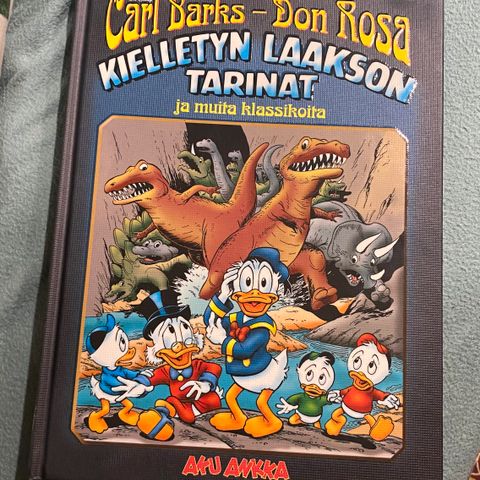 Carl Barks – Don Rosa
KIELLETYN LAAKSON
TARINAT
ja muita klassikoita
AKU ANKKA